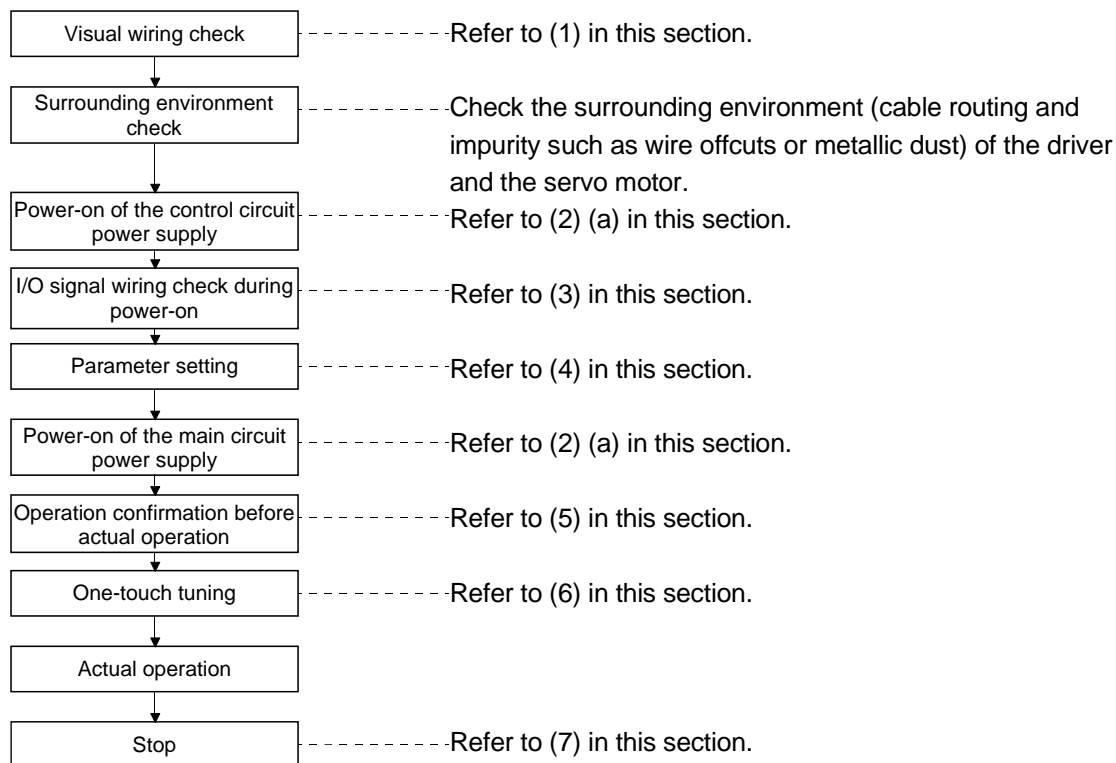 Visual wiring check
Refer to (1) in this section.
Surrounding environment
check
Check the surrounding environment (cable routing and
impurity such as wire offcuts or metallic dust) of the driver
and the servo motor.
Power-on of the control circuit
power supply
Refer to (2) (a) in this section.
I/O signal wiring check during
power-on
Refer to (3) in this section.
Parameter setting
Refer to (4) in this section.
Power-on of the main circuit
power supply
Refer to (2) (a) in this section.
Operation confirmation before
actual operation
Refer to (5) in this section.
One-touch tuning
Refer to (6) in this section.
Actual operation
Stop
Refer to (7) in this section.